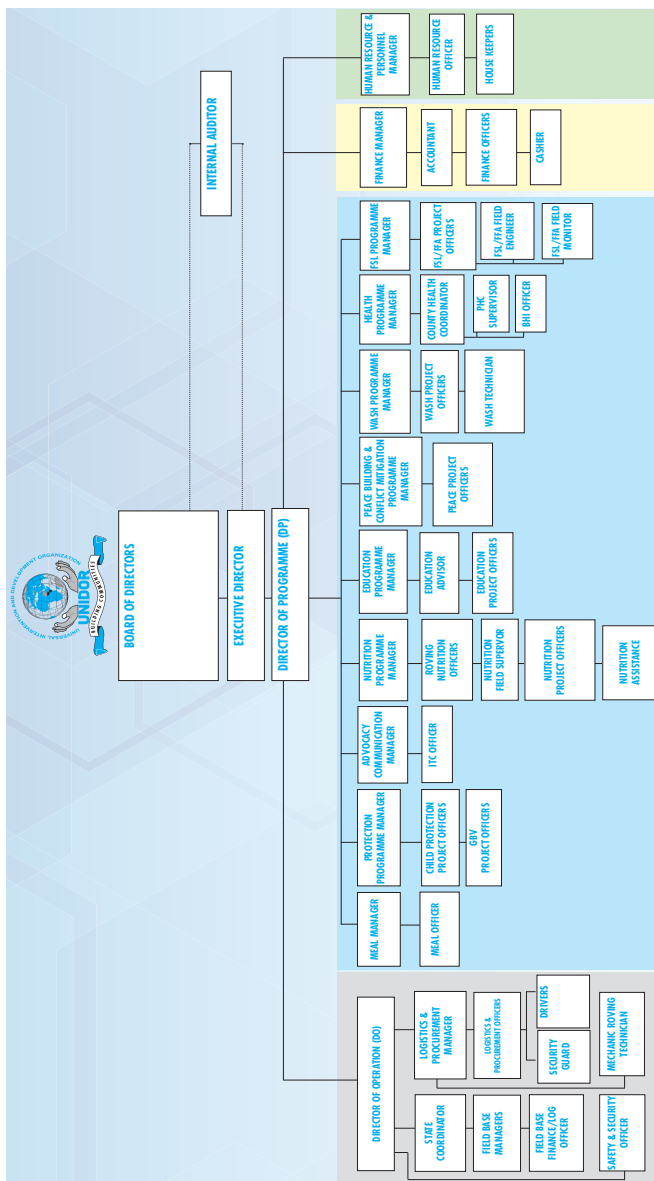 UNIVERSAL INTERVENTION AND DEVELOPMENT ORGANIZATION
UNIDOR
BUILDING COMMUNITIES
BOARD OF DIRECTORS
INTERNAL AUDITOR
EXECUTIVE DIRECTOR
DIRECTOR OF PROGRAMME (DP)
DIRECTOR OF OPERATION (DO)
STATE
COORDINATOR
FIELD BASE
MANAGERS
FIELD BASE
FINANCE/LOG
OFFICER
SAFETY & SECURITY
OFFICER
LOGISTICS &
PROCUREMENT
MANAGER
LOGISTICS &
PROCUREMENT OFFICERS
SECURITY
GUARD
DRIVERS
MECHANIC ROVING
TECHNICIAN
MEAL MANAGER
MEAL OFFICER
PROTECTION
PROGRAMME MANAGER
CHILD PROTECTION
PROJECT OFFICERS
GBV
PROJECT OFFICERS
ADVOCACY
COMMUNICATION
MANAGER
ITC OFFICER
NUTRITION
PROGRAMME
MANAGER
ROVING
NUTRITION
OFFICERS
NUTRITION
FIELD SUPERVOR
NUTRITION
PROJECT OFFICERS
NUTRITION
ASSISTANCE
EDUCATION
PROGRAMME
MANAGER
EDUCATION
ADVISOR
EDUCATION
PROJECT OFFICERS
PEACE BUILDING &
CONFLICT MITIGATION
PROGRAMME
MANAGER
PEACE PROJECT
OFFICERS
WASH PROGRAMME
MANAGER
WASH PROJECT
OFFICERS
WASH TECHNICIAN
HEALTH
PROGRAMME
MANAGER
COUNTY HEALTH
COORDINATOR
PHC
SUPERVISOR
BHI OFFICER
FSL PROGRAMME
MANAGER
FSL/FFA PROJECT
OFFICERS
FSL/FFA FIELD
ENGINEER
FSL/FFA FIELD
MONITOR
FINANCE MANAGER
ACCOUNTANT
FINANCE OFFICERS
CASHIER
HUMAN RESOURCE &
PERSONNEL
MANAGER
HUMAN RESOURCE
OFFICER
HOUSE KEEPERS